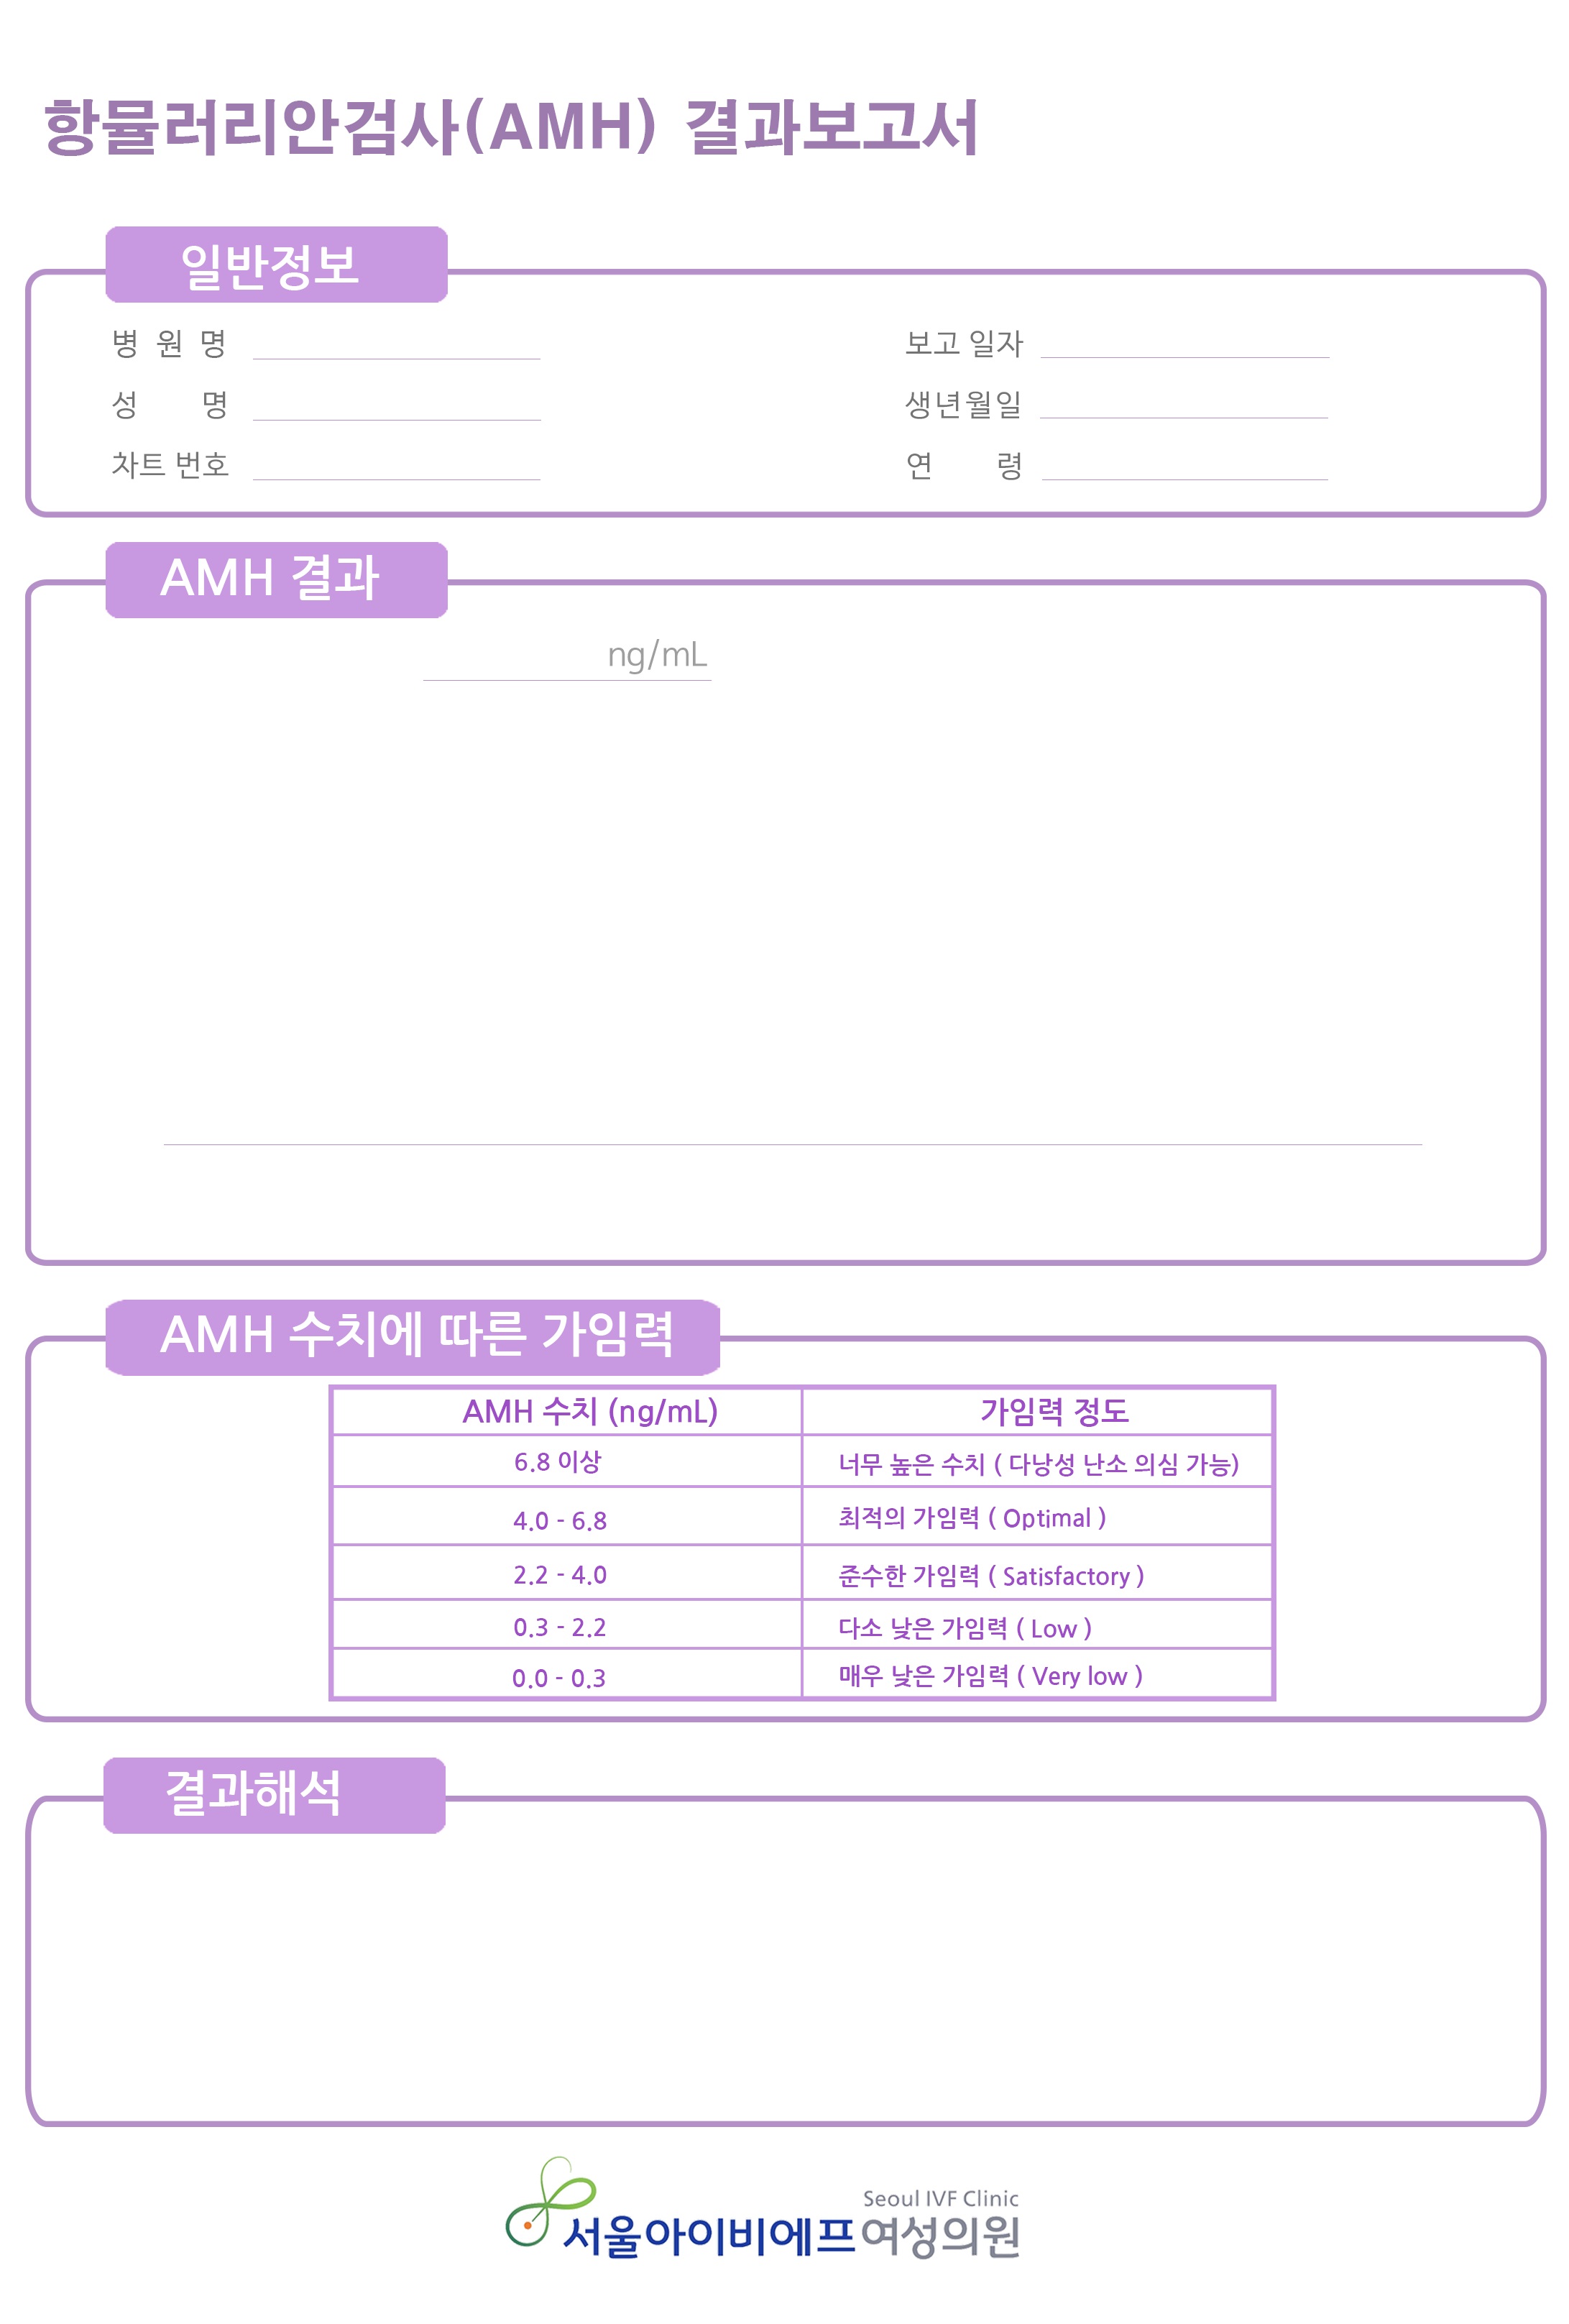 항뮬러리안검사(AMH) 결과보고서
일반정보
병 원 명
보고 일자
성 명
생년월일
차트 번호
연 령
AMH 결과
ng/mL
AMH 수치에 따른 가임력
AMH 수치 (ng/mL) 가임력 정도
6.8 이상 너무 높은 수치 ( 다낭성 난소 의심 가능)
4.0 - 6.8 최적의 가임력 ( Optimal )
2.2 - 4.0 준수한 가임력 ( Satisfactory )
0.3 - 2.2 다소 낮은 가임력 ( Low )
0.0 - 0.3 매우 낮은 가임력 ( Very low )
결과해석
Seoul IVF Clinic
서울아이비에프여성의원